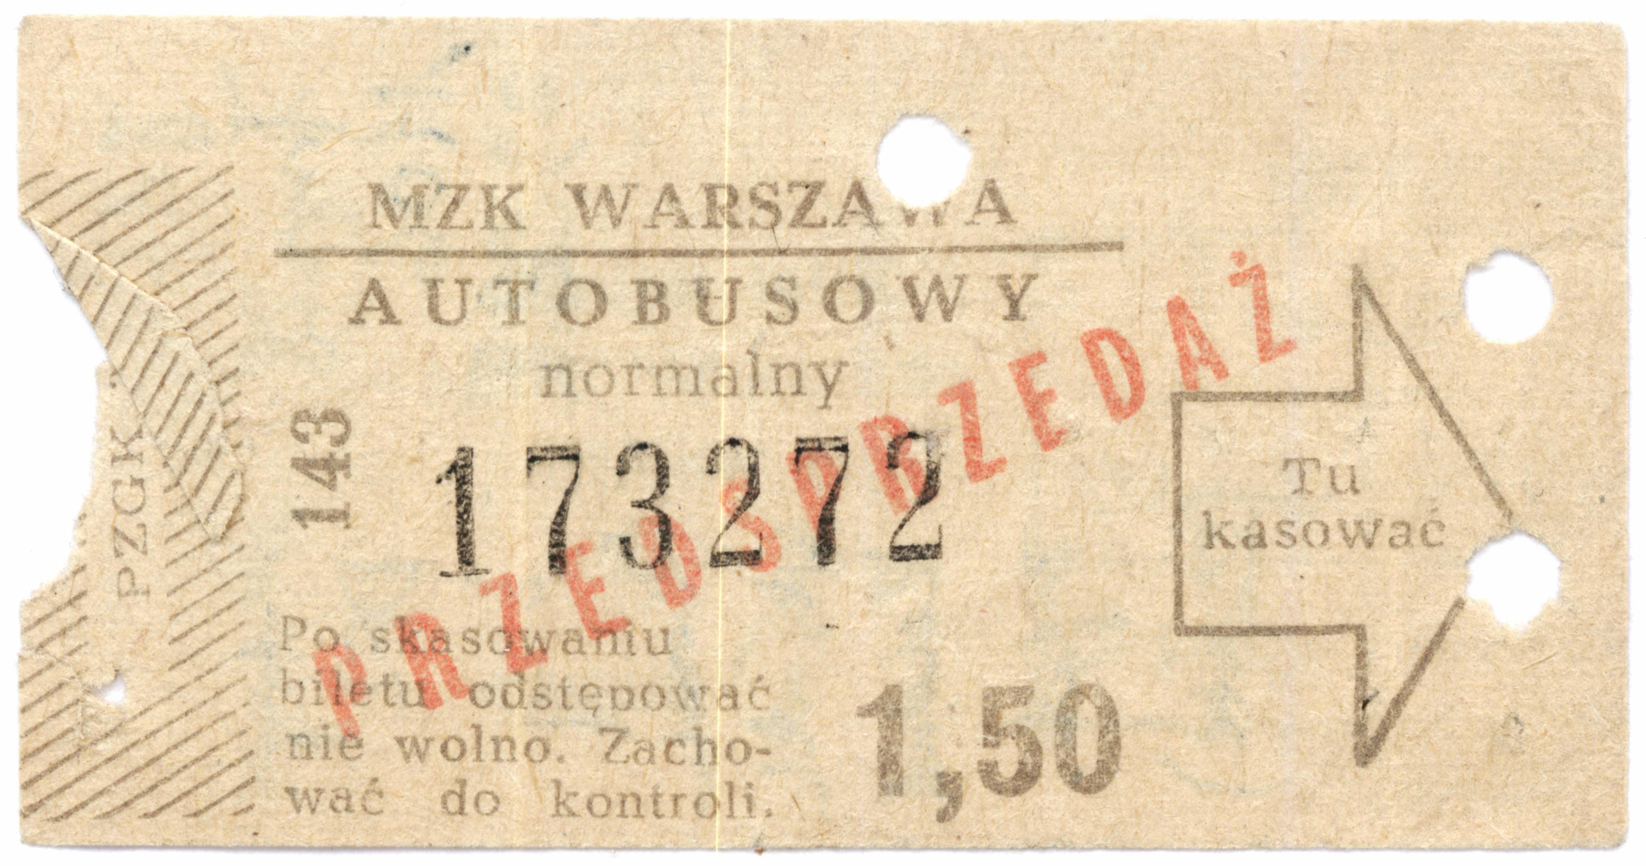 MZK WARSZAWA
AUTOBUSOWY
normalny
143
173272
PRZEDSPRZEDAŻ
Tu
kasować
PZGK
Po skasowaniu
biletu odstępować
nie wolno. Zacho-
wać do kontroli.
1,50